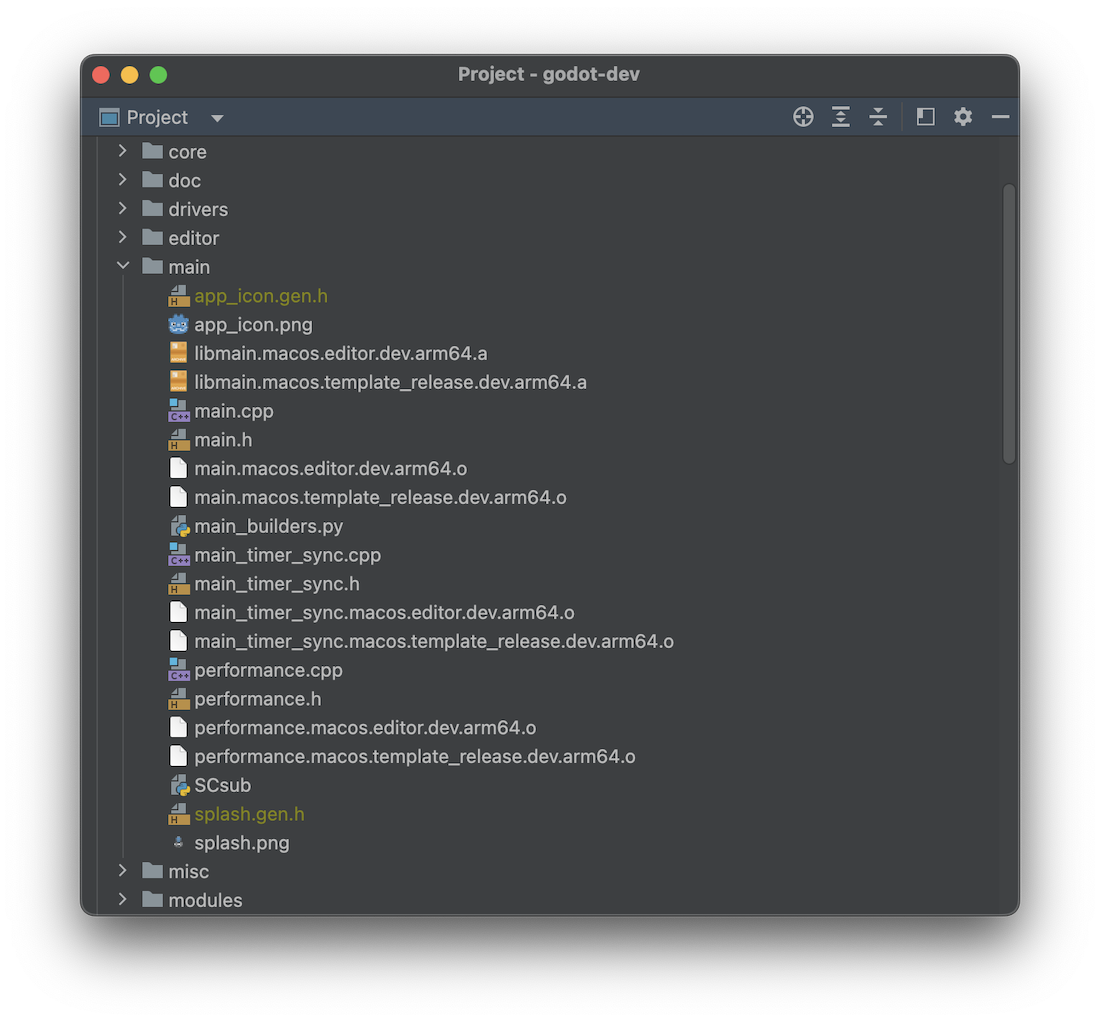 Project - godot-dev
Project
core
doc
drivers
editor
main
app_icon.gen.h
app_icon.png
libmain.macos.editor.dev.arm64.a
libmain.macos.template_release.dev.arm64.a
main.cpp
main.h
main.macos.editor.dev.arm64.o
main.macos.template_release.dev.arm64.o
main_builders.py
main_timer_sync.cpp
main_timer_sync.h
main_timer_sync.macos.editor.dev.arm64.o
main_timer_sync.macos.template_release.dev.arm64.o
performance.cpp
performance.h
performance.macos.editor.dev.arm64.o
performance.macos.template_release.dev.arm64.o
SCsub
splash.gen.h
splash.png
misc
modules